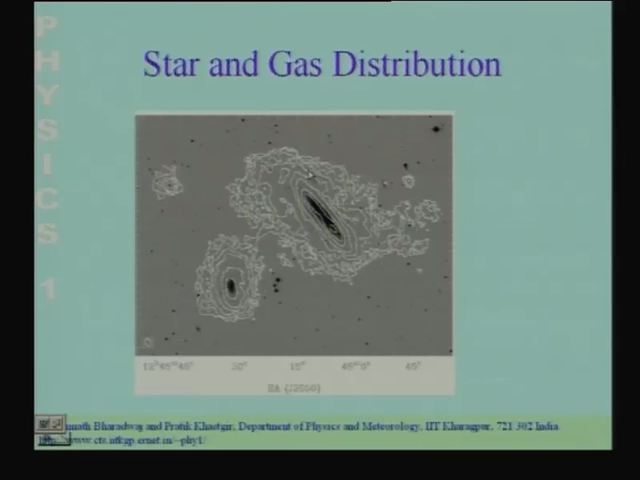 PHYSICS 1
Star and Gas Distribution
RA (J2000)
Bharadwaj and Pratik Khastgir, Department of Physics and Meteorology, IIT Kharagpur, 721 302 India